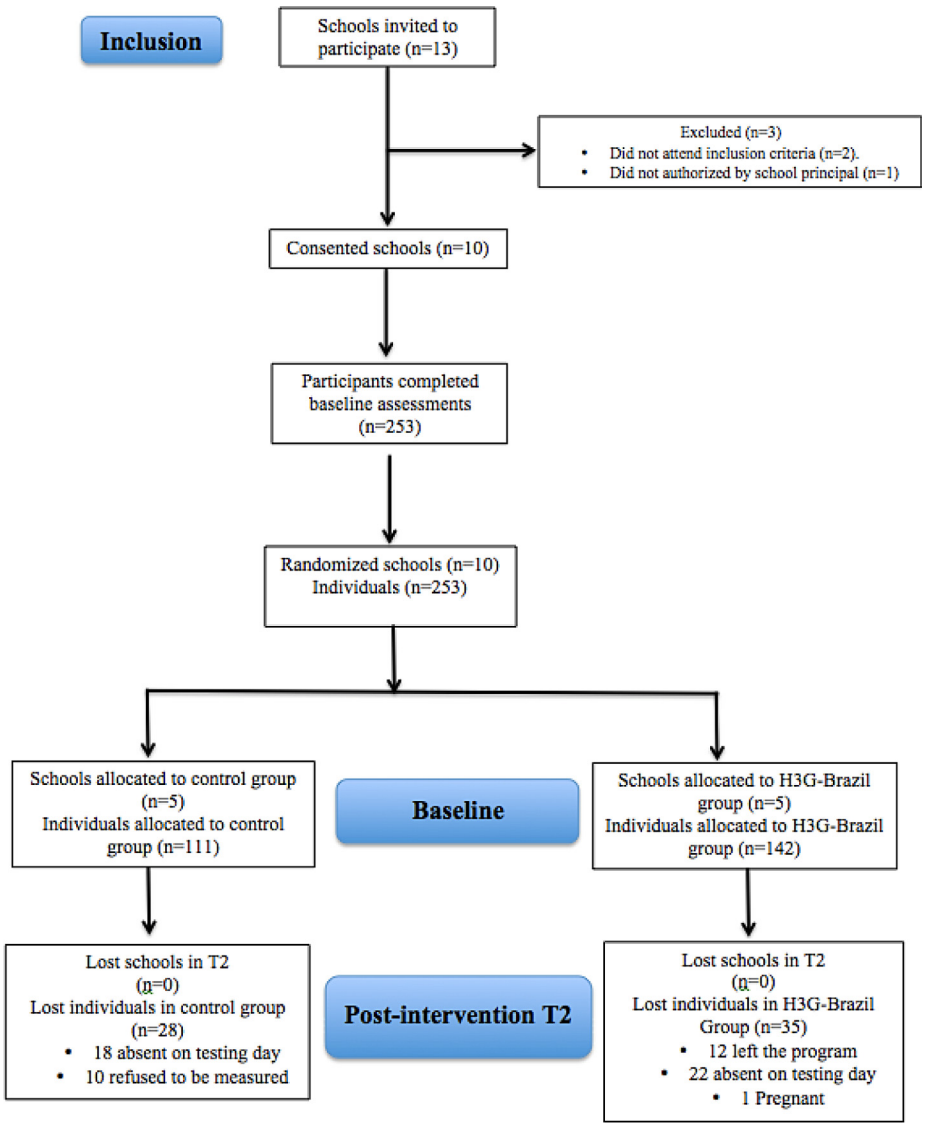 Inclusion
Schools invited to
participate (n=13)
Excluded (n=3)
• Did not attend inclusion criteria (n=2).
• Did not authorized by school principal (n=1)
Consented schools (n=10)
Participants completed
baseline assessments
(n=253)
Randomized schools (n=10)
Individuals (n=253)
Schools allocated to control group
(n=5)
Individuals allocated to control
group (n=111)
Baseline
Schools allocated to H3G-Brazil
group (n=5)
Individuals allocated to H3G-Brazil
group (n=142)
Lost schools in T2
(n=0)
Lost individuals in control group
(n=28)
• 18 absent on testing day
• 10 refused to be measured
Post-intervention T2
Lost schools in T2
(n=0)
Lost individuals in H3G-Brazil
Group (n=35)
• 12 left the program
• 22 absent on testing day
• 1 Pregnant